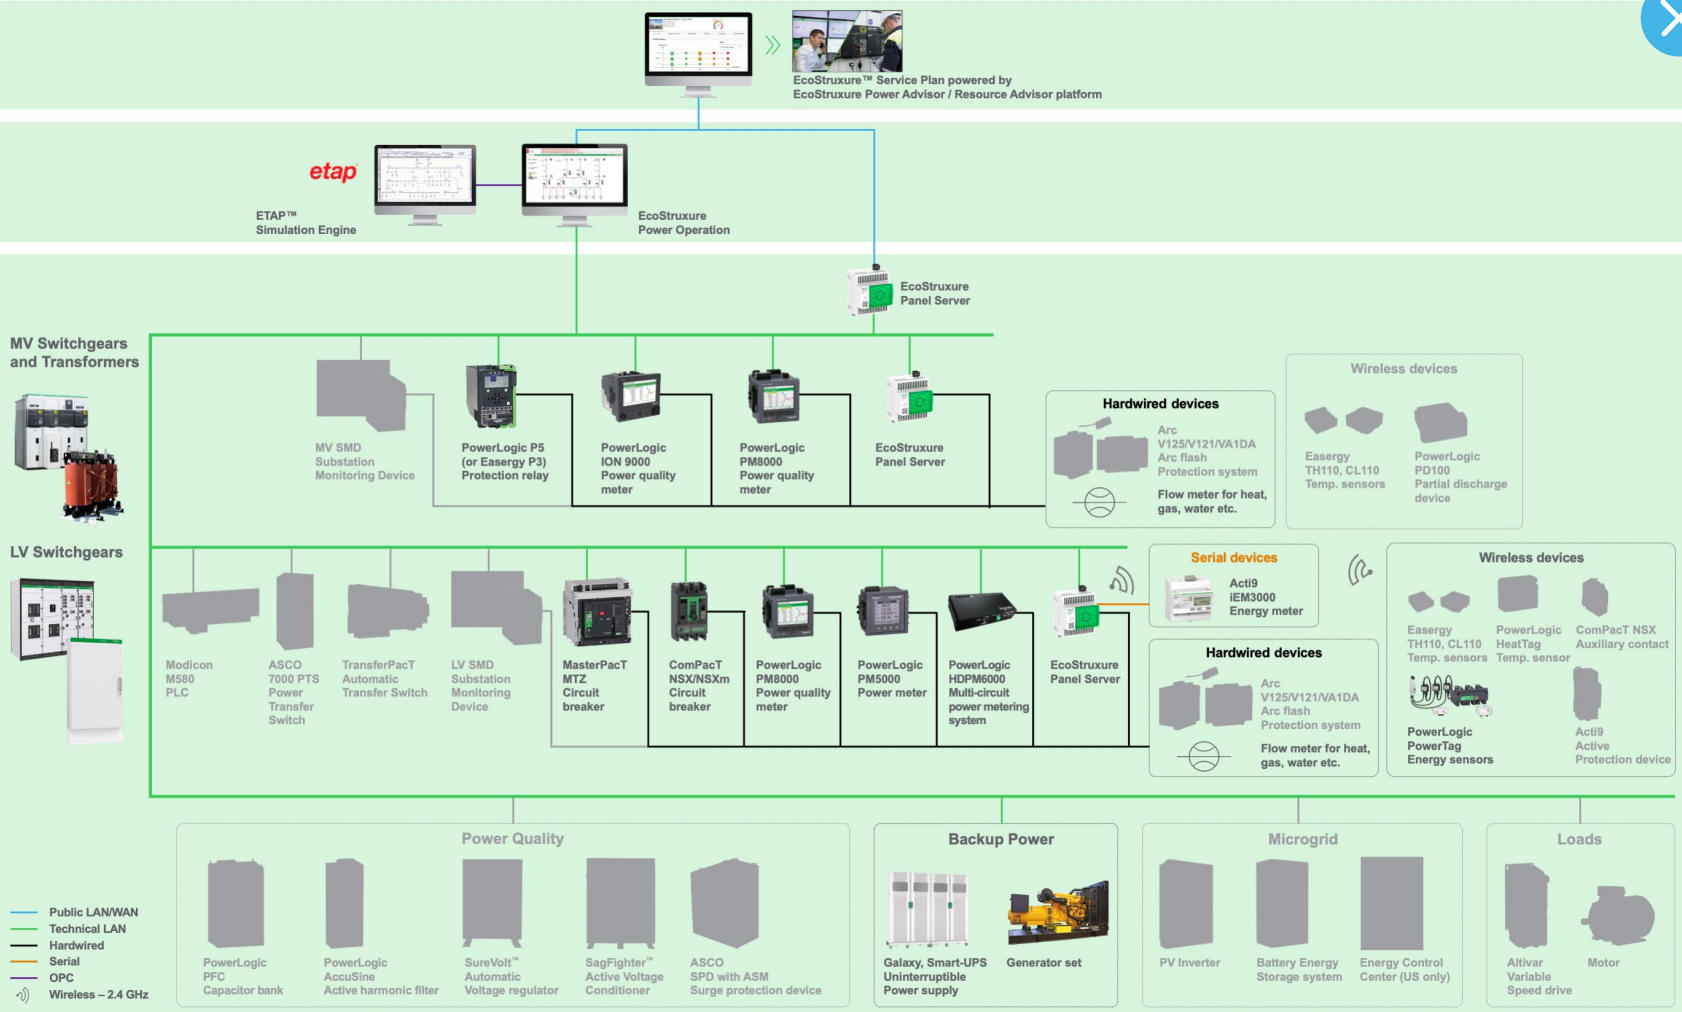 EcoStruxure™ Service Plan powered by
EcoStruxure Power Advisor / Resource Advisor platform
etap
ETAP™
Simulation Engine
EcoStruxure
Power Operation
EcoStruxure
Panel Server
MV Switchgears
and Transformers
MV SMD
Substation
Monitoring Device
PowerLogic P5
(or Easergy P3)
Protection relay
PowerLogic
ION 9000
Power quality
meter
PowerLogic
PM8000
Power quality
meter
EcoStruxure
Panel Server
Hardwired devices
Arc
V125/V121/VA1DA
Arc flash
Protection system
Flow meter for heat,
gas, water etc.
Wireless devices
Easergy
TH110, CL110
Temp. sensors
PowerLogic
PD100
Partial discharge
device
LV Switchgears
Modicon
M580
PLC
ASCO
7000 PTS
Power
Transfer
Switch
TransferPacT
Automatic
Transfer Switch
LV SMD
Substation
Monitoring
Device
MasterPacT
MTZ
Circuit
breaker
ComPacT
NSX/NSXm
Circuit
breaker
PowerLogic
PM8000
Power quality
meter
PowerLogic
PM5000
Power meter
PowerLogic
HDPM6000
Multi-circuit
power metering
system
EcoStruxure
Panel Server
Serial devices
Acti9
iEM3000
Energy meter
Hardwired devices
Arc
V125/V121/VA1DA
Arc flash
Protection system
Flow meter for heat,
gas, water etc.
Wireless devices
Easergy
TH110, CL110
Temp. sensors
PowerLogic
HeatTag
Temp. sensor
ComPacT NSX
Auxiliary contact
PowerLogic
PowerTag
Energy sensors
Acti9
Active
Protection device
Power Quality
PowerLogic
PFC
Capacitor bank
PowerLogic
AccuSine
Active harmonic filter
SureVolt™
Automatic
Voltage regulator
SagFighter™
Active Voltage
Conditioner
ASCO
SPD with ASM
Surge protection device
Backup Power
Galaxy, Smart-UPS
Uninterruptible
Power supply
Generator set
Microgrid
PV Inverter
Battery Energy
Storage system
Energy Control
Center (US only)
Loads
Altivar
Variable
Speed drive
Motor
Public LAN/WAN
Technical LAN
Hardwired
Serial
OPC
Wireless – 2.4 GHz